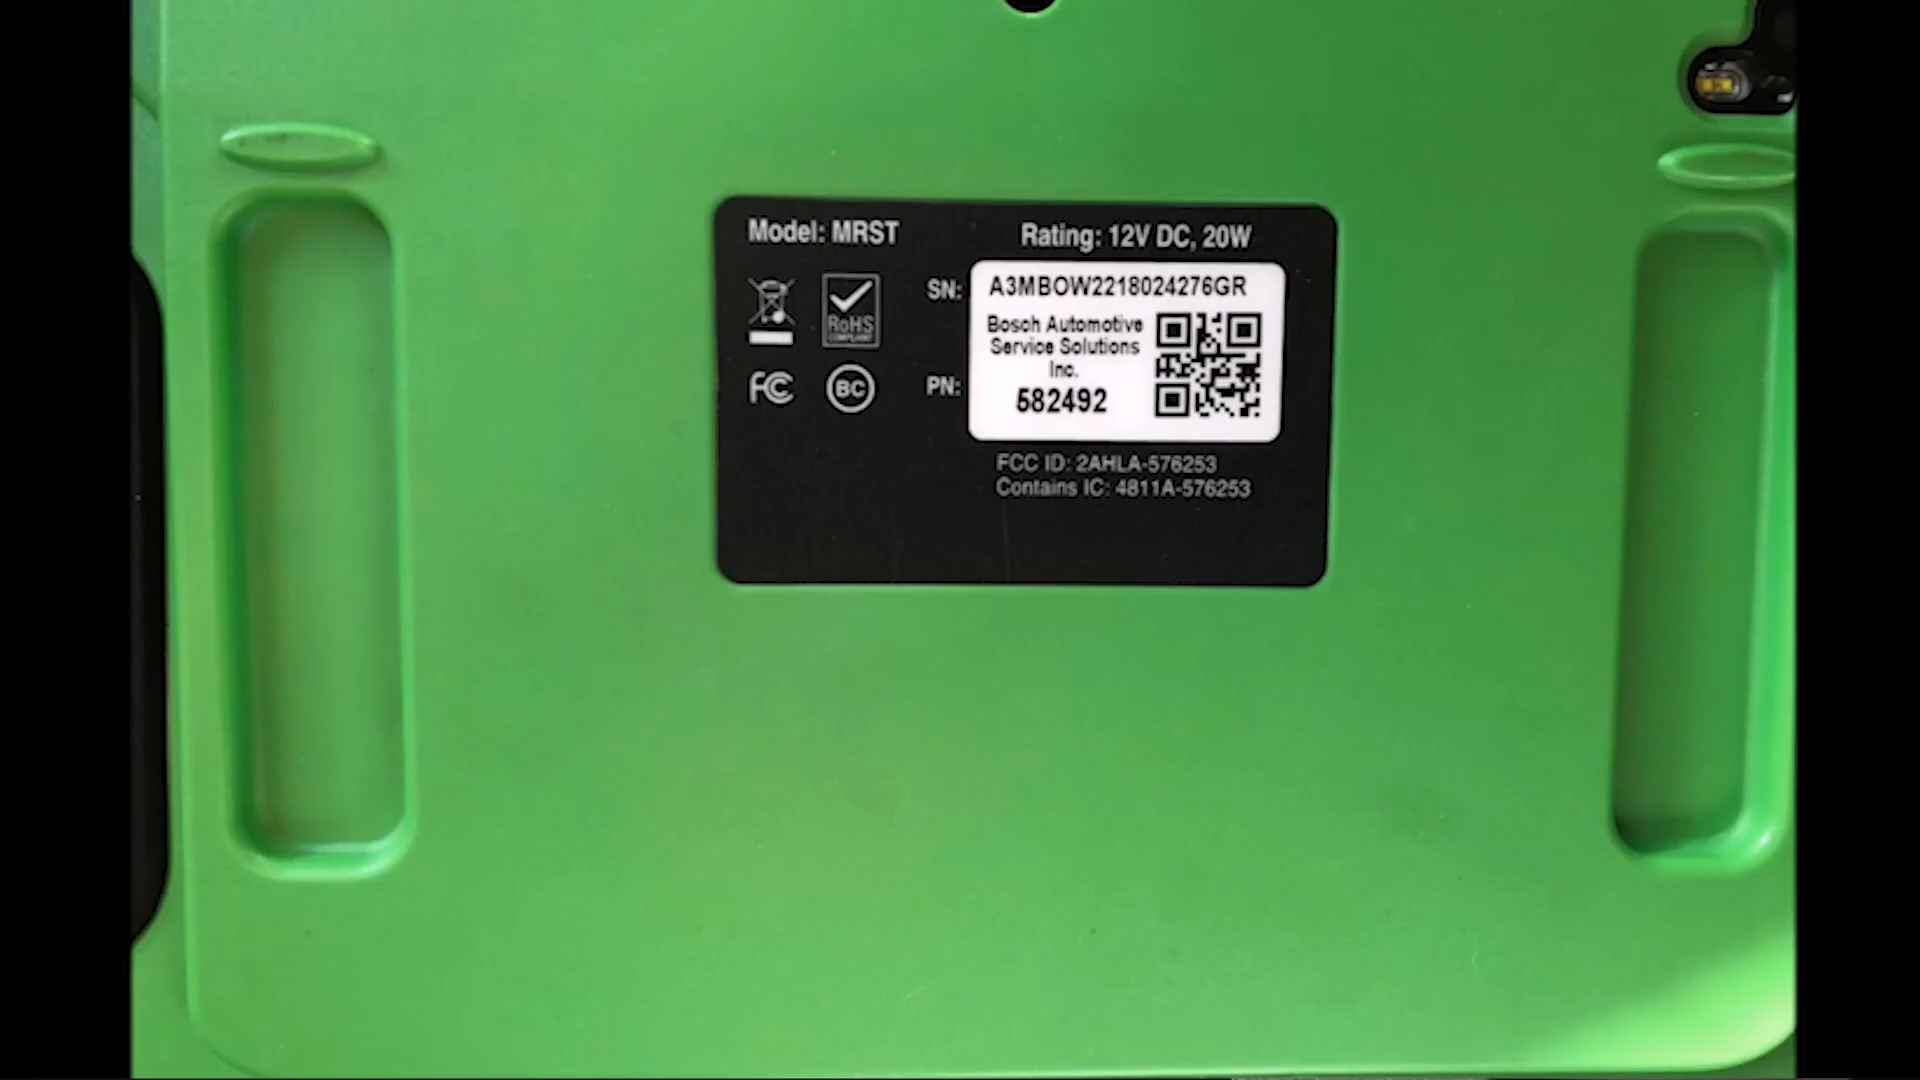 Model: MRST
Rating: 12V DC, 20W
SN: A3MBOW2218024276GR
Bosch Automotive
Service Solutions
Inc.
PN: 582492
RoHS
COMPLIANT
FC
BC
FCC ID: 2AHLA-576253
Contains IC: 4811A-576253